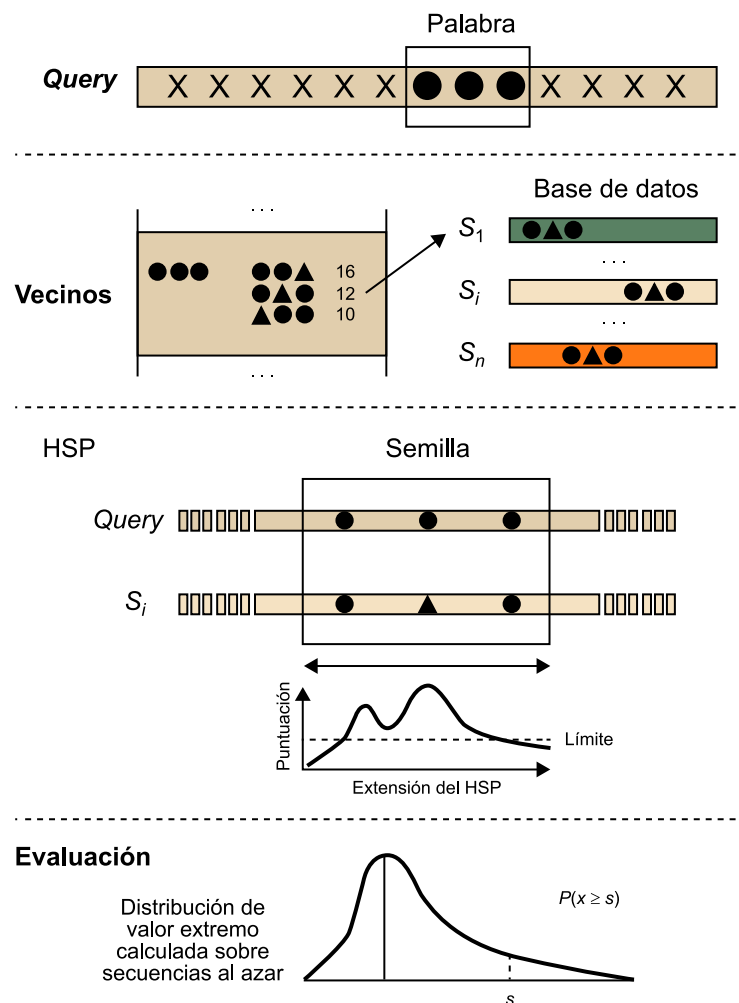 Palabra
Query
X X X X X X X X X X
. . .
Base de datos
S1
16
. . .
Vecinos
12
Si
10
. . .
Sn
. . .
HSP
Semilla
Query
Si
Puntuación
Límite
Extensión del HSP
Evaluación
P(x ≥ s)
Distribución de
valor extremo
calculada sobre
secuencias al azar
s